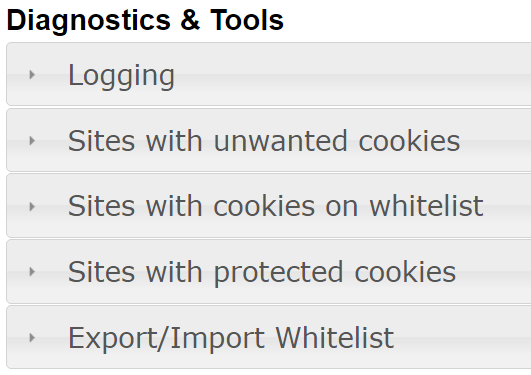 Diagnostics & Tools
Logging
Sites with unwanted cookies
Sites with cookies on whitelist
Sites with protected cookies
Export/Import Whitelist